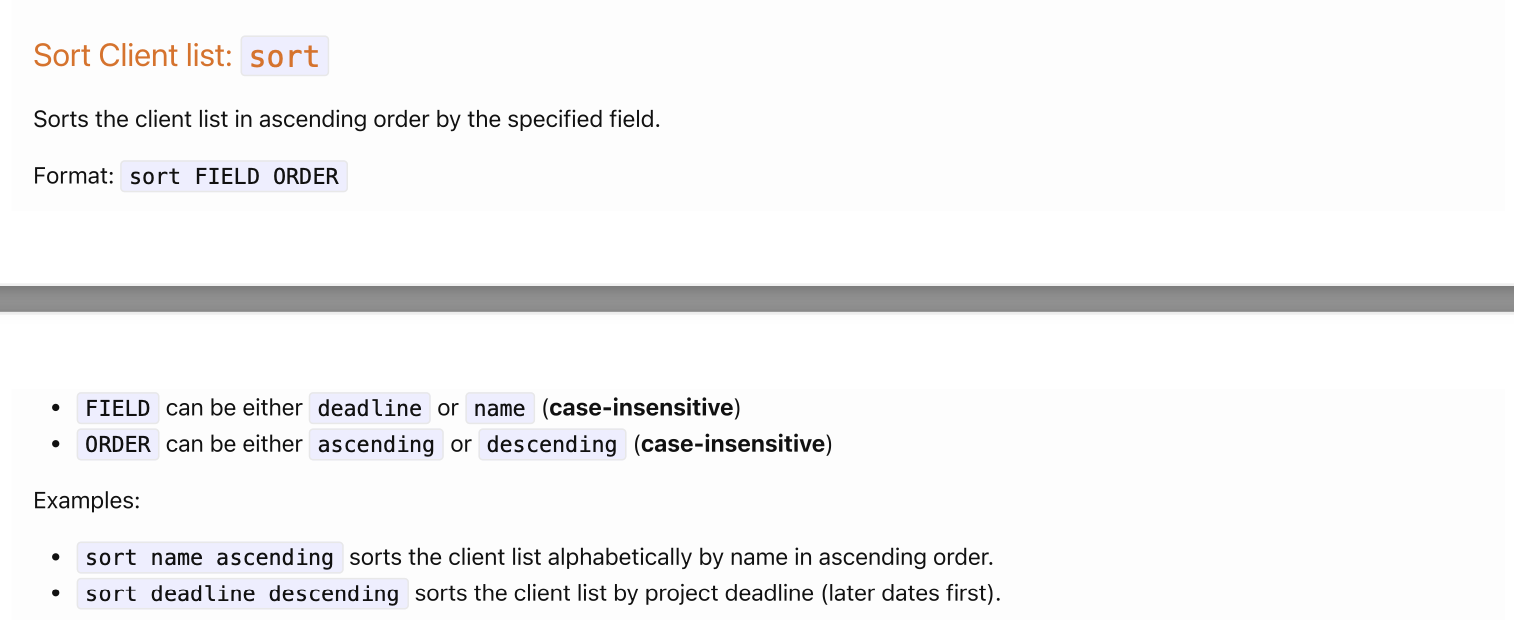 Sort Client list: sort
Sorts the client list in ascending order by the specified field.
Format: sort FIELD ORDER
• FIELD can be either deadline or name (case-insensitive)
• ORDER can be either ascending or descending (case-insensitive)
Examples:
• sort name ascending sorts the client list alphabetically by name in ascending order.
• sort deadline descending sorts the client list by project deadline (later dates first).